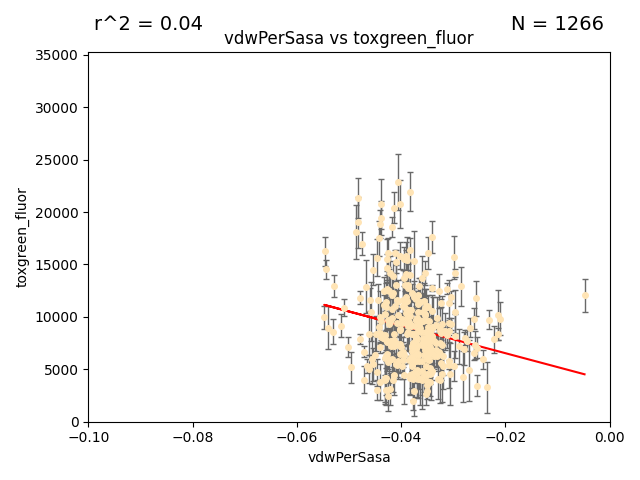 r^2 = 0.04
N = 1266
vdwPerSasa vs toxgreen_fluor
35000
30000
25000
20000
15000
10000
5000
0
toxgreen_fluor
−0.10
−0.08
−0.06
−0.04
−0.02
0.00
vdwPerSasa